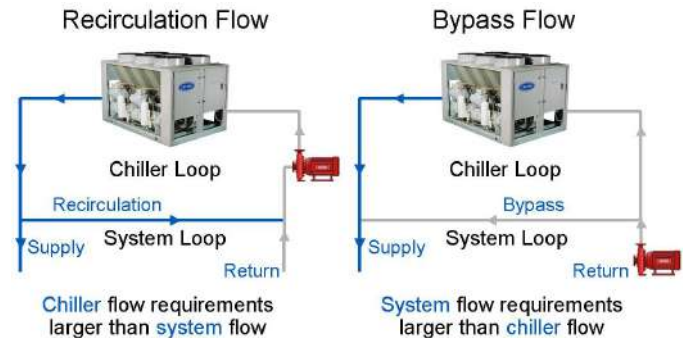 Recirculation Flow
Chiller Loop
Recirculation
System Loop
Supply
Return
Chiller flow requirements
larger than system flow
Bypass Flow
Chiller Loop
Bypass
System Loop
Supply
Return
System flow requirements
larger than chiller flow